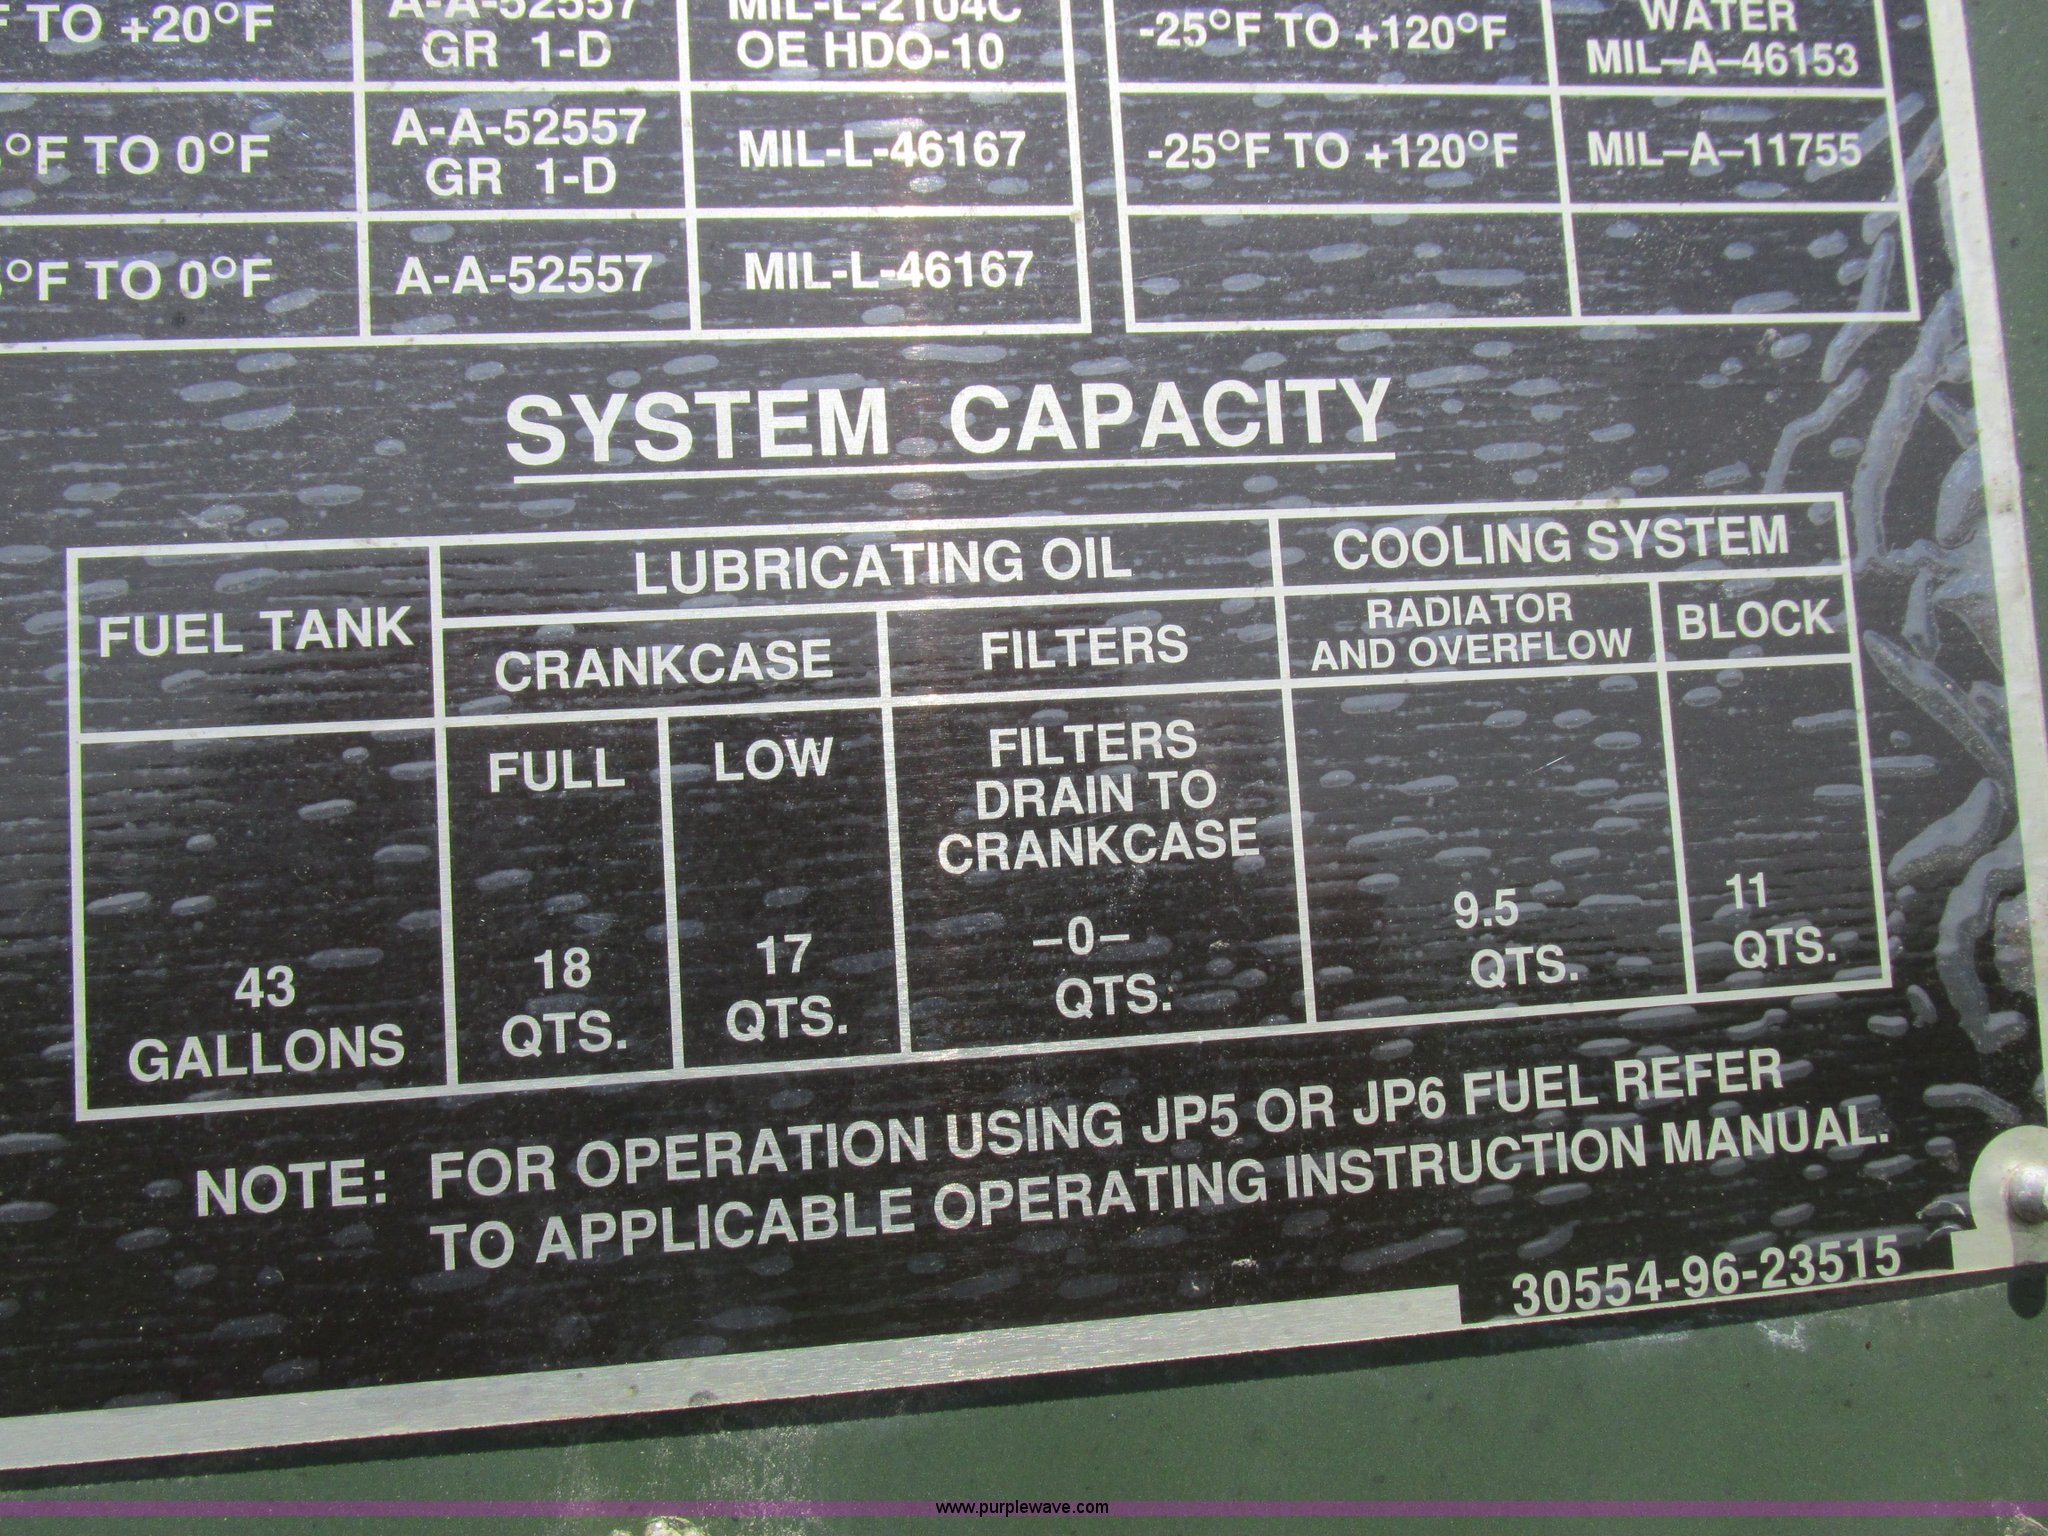 F TO +20°F
A-A-52557
GR 1-D
MIL-L-2104C
OE HDO-10
-25°F TO +120°F
WATER
MIL-A-46153
°F TO 0°F
A-A-52557
GR 1-D
MIL-L-46167
-25°F TO +120°F
MIL-A-11755
°F TO 0°F
A-A-52557
MIL-L-46167
SYSTEM CAPACITY
FUEL TANK
LUBRICATING OIL
COOLING SYSTEM
CRANKCASE
FILTERS
RADIATOR
AND OVERFLOW
BLOCK
FULL
LOW
FILTERS
DRAIN TO
CRANKCASE
43
GALLONS
18
QTS.
17
QTS.
-0-
QTS.
9.5
QTS.
11
QTS.
NOTE: FOR OPERATION USING JP5 OR JP6 FUEL REFER
TO APPLICABLE OPERATING INSTRUCTION MANUAL.
30554-96-23515
www.purplewave.com